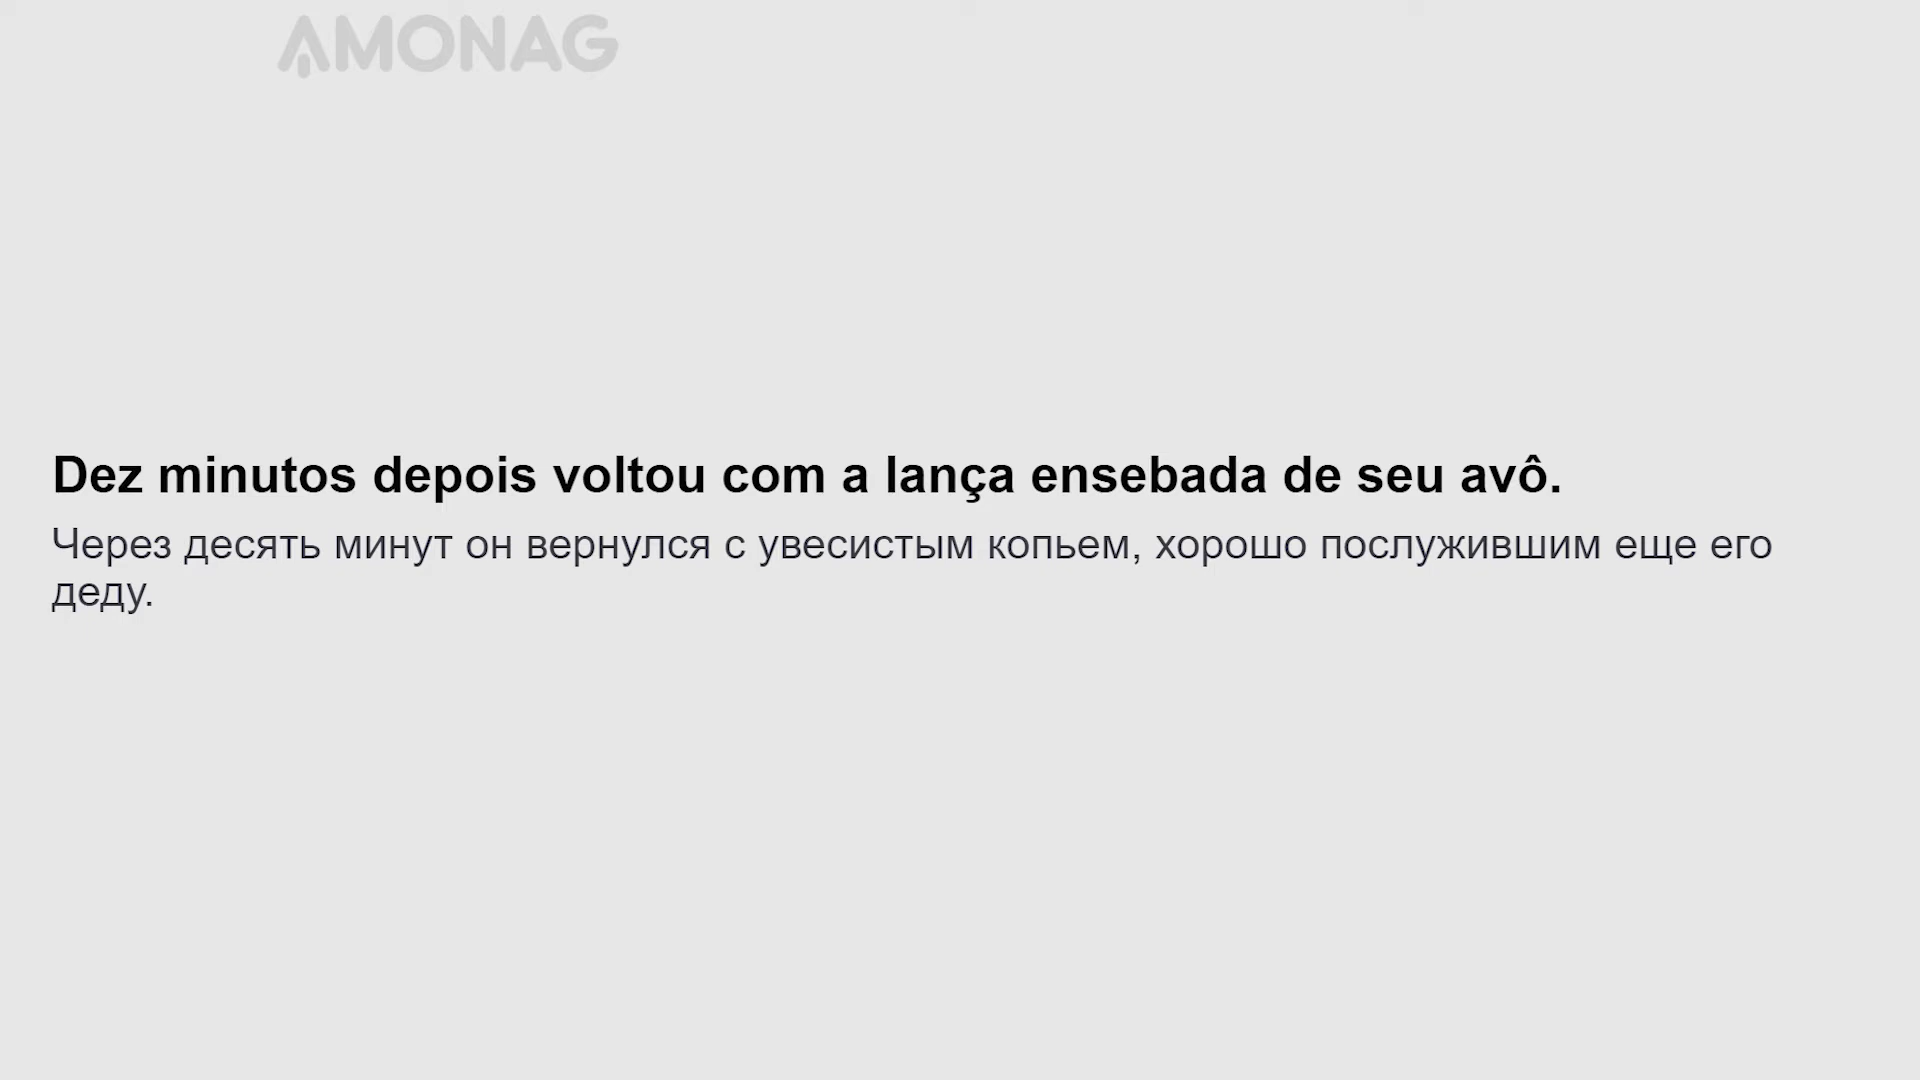 AMONAG
Dez minutos depois voltou com a lança ensebada de seu avô.
Через десять минут он вернулся с увесистым копьем, хорошо послужившим еще его
деду.